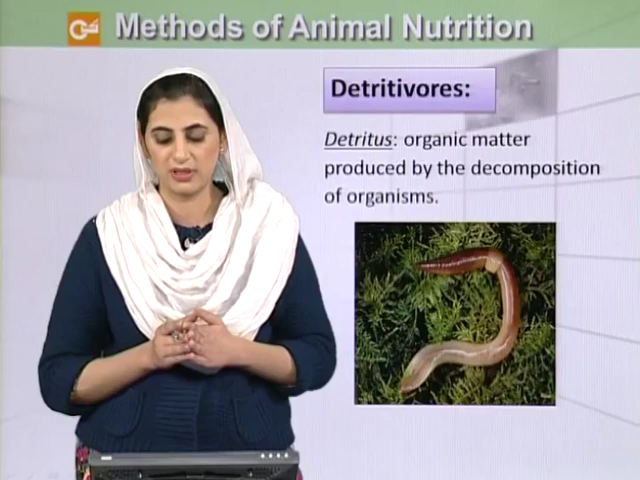 Methods of Animal Nutrition
Detritivores:
Detritus: organic matter
produced by the decomposition
of organisms.